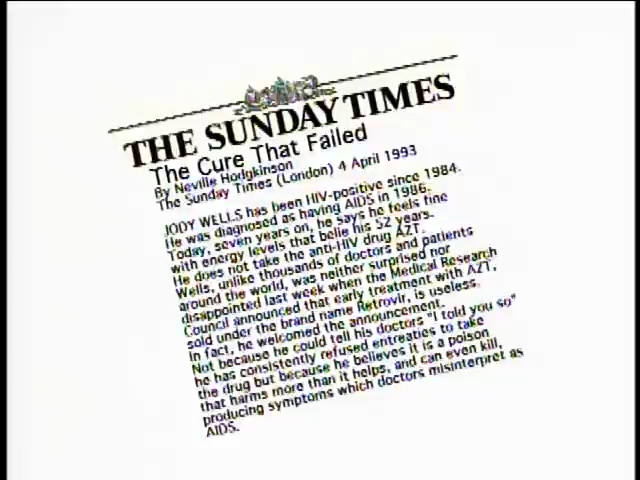 THE SUNDAY TIMES
The Cure That Failed
By Neville Hodgkinson
The Sunday Times (London) 4 April 1993
JODY WELLS has been HIV-positive since 1984.
He was diagnosed as having AIDS in 1986.
Today, seven years on, he says he feels fine
with energy levels that belie his 52 years.
He does not take the anti-HIV drug AZT.
Wells, unlike thousands of doctors and patients
around the world, was neither surprised nor
disappointed last week when the Medical Research
Council announced that early treatment with AZT,
sold under the brand name Retrovir, is useless.
In fact, he welcomed the announcement.
Not because he could tell his doctors "I told you so"
he has consistently refused entreaties to take
the drug but because he believes it is a poison
that harms more than it helps, and can even kill,
producing symptoms which doctors misinterpret as
AIDS.